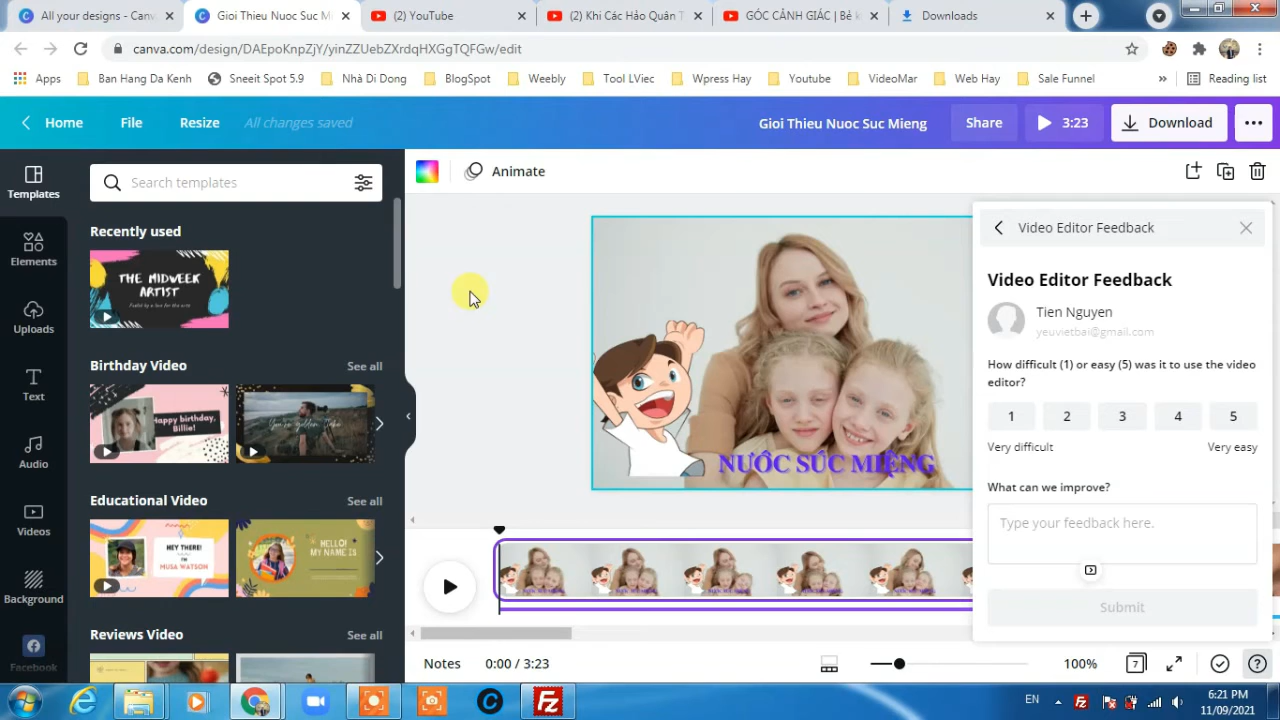 All your designs - Canv
Gioi Thieu Nuoc Suc M
(2) YouTube
(2) Khi Các Hảo Quân T
GÓC CẢNH GIÁC | Bẻ k
Downloads
canva.com/design/DAEpoKnpZjY/yinZZUebZXrdqHXGgTQFGw/edit
Apps
Ban Hang Da Kenh
Sneeit Spot 5.9
Nhà Di Dong
BlogSpot
Weebly
Tool LViec
Wpress Hay
Youtube
VideoMar
Web Hay
Sale Funnel
»
Reading list
Home
File
Resize
All changes saved
Gioi Thieu Nuoc Suc Mieng
Share
3:23
Download
Templates
Elements
Uploads
Text
Audio
Videos
Background
Facebook
Search templates
Recently used
THE MIDWEEK
ARTIST
Birthday Video
See all
Happy birthday,
Billie!
Educational Video
See all
HEY THERE!
I'M
MUSA WATSON
HELLO!
MY NAME IS
Reviews Video
See all
Animate
NƯỚC SÚC MIỆNG
Video Editor Feedback
Video Editor Feedback
Tien Nguyen
yeuvietbai@gmail.com
How difficult (1) or easy (5) was it to use the video
editor?
1 2 3 4 5
Very difficult
Very easy
What can we improve?
Type your feedback here.
Submit
Notes
0:00 / 3:23
100%
7
EN
6:21 PM
11/09/2021